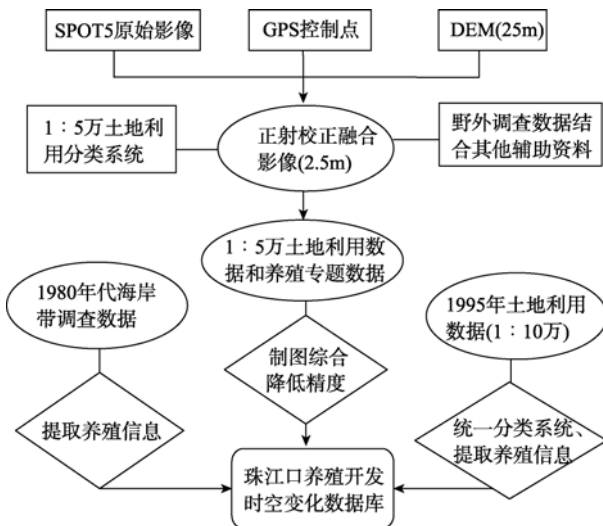 SPOT5原始影像
GPS控制点
DEM(25m)
1：5万土地利
用分类系统
正射校正融合
影像(2.5m)
野外调查数据结
合其他辅助资料
1：5万土地利用数
据和养殖专题数据
1980年代海岸
带调查数据
1995年土地利用
数据(1：10万)
制图综合
降低精度
提取养殖信息
统一分类系统、
提取养殖信息
珠江口养殖开发
时空变化数据库